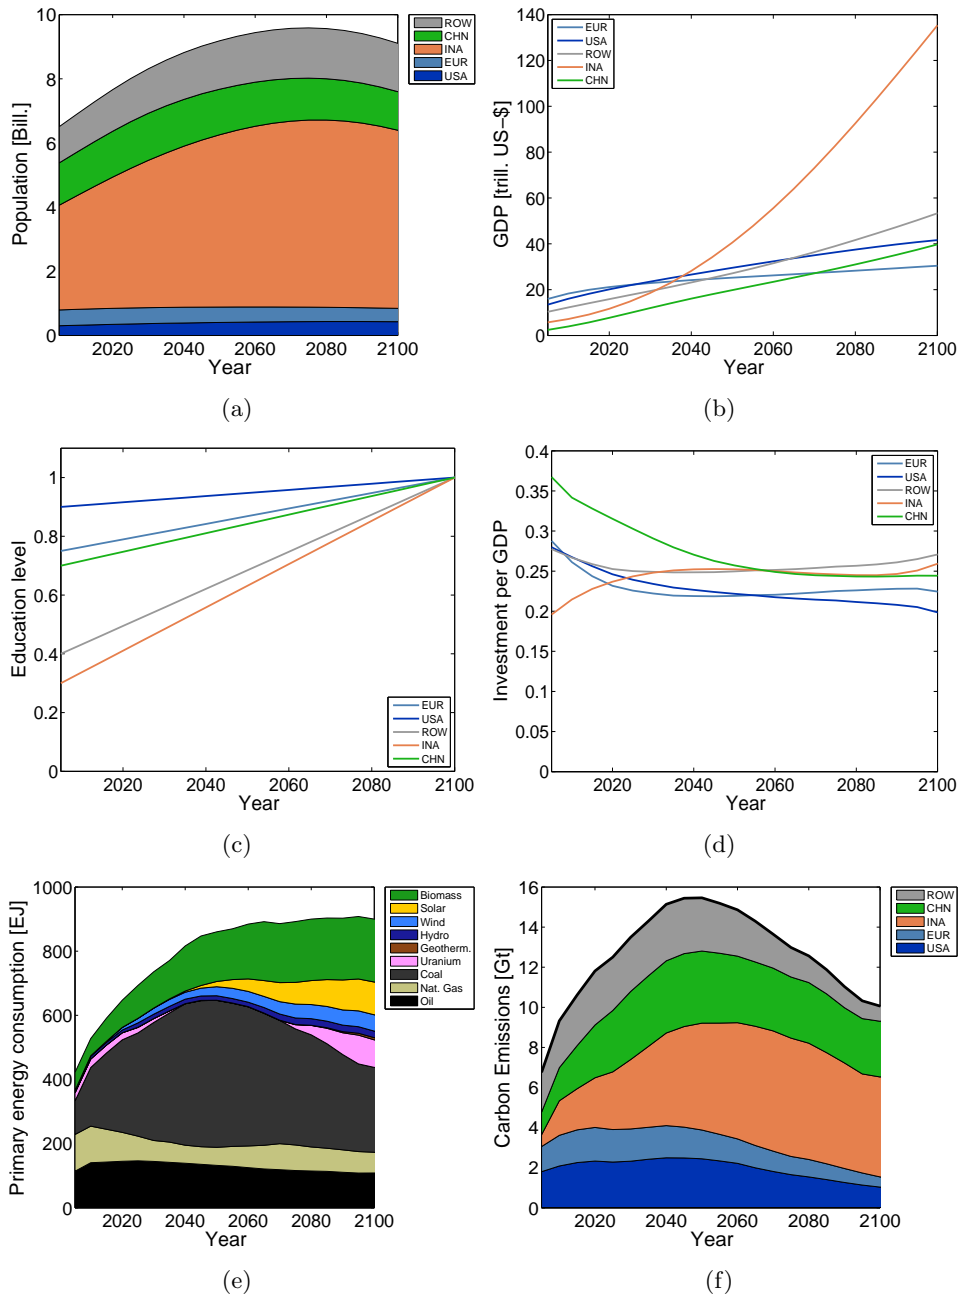 10
8
6
4
2
0
Population [Bill.]
2020 2040 2060 2080 2100
Year
ROW
CHN
INA
EUR
USA
(a)
140
120
100
80
60
40
20
0
GDP [trill. US-$]
EUR
USA
ROW
INA
CHN
2020 2040 2060 2080 2100
Year
(b)
1
0.8
0.6
0.4
0.2
0
Education level
EUR
USA
ROW
INA
CHN
2020 2040 2060 2080 2100
Year
(c)
0.4
0.35
0.3
0.25
0.2
0.15
0.1
0.05
0
Investment per GDP
EUR
USA
ROW
INA
CHN
2020 2040 2060 2080 2100
Year
(d)
1000
800
600
400
200
0
Primary energy consumption [EJ]
2020 2040 2060 2080 2100
Year
Biomass
Solar
Wind
Hydro
Geotherm.
Uranium
Coal
Nat. Gas
Oil
(e)
16
14
12
10
8
6
4
2
0
Carbon Emissions [Gt]
2020 2040 2060 2080 2100
Year
ROW
CHN
INA
EUR
USA
(f)